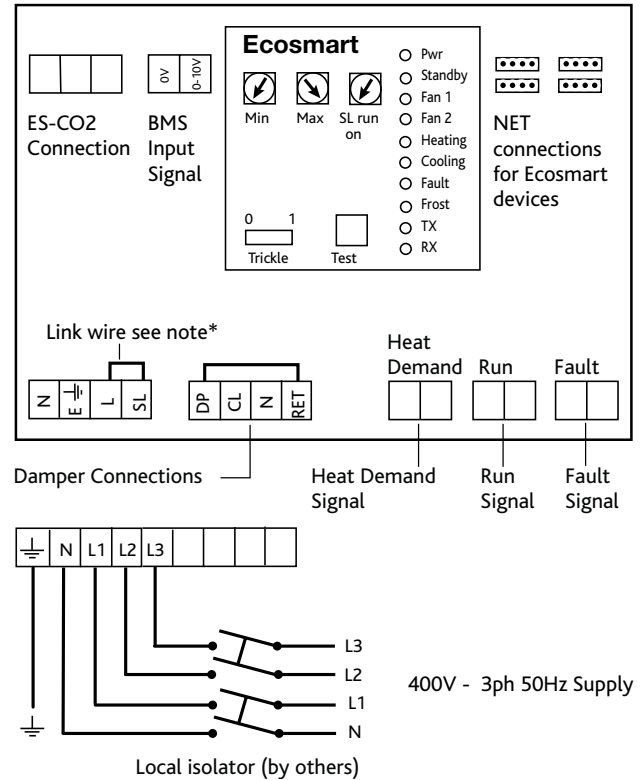 Ecosmart
Min
Max
SL run
on
0 1
Trickle
Test
Pwr
Standby
Fan 1
Fan 2
Heating
Cooling
Fault
Frost
TX
RX
0V
0-10V
ES-CO2
Connection
BMS
Input
Signal
NET
connections
for Ecosmart
devices
Link wire see note*
N
E
L
SL
DP
CL
N
RET
Heat
Demand
Run
Fault
Damper Connections
Heat Demand
Signal
Run
Signal
Fault
Signal
N L1 L2 L3
L3
L2
L1
N
400V - 3ph 50Hz Supply
Local isolator (by others)